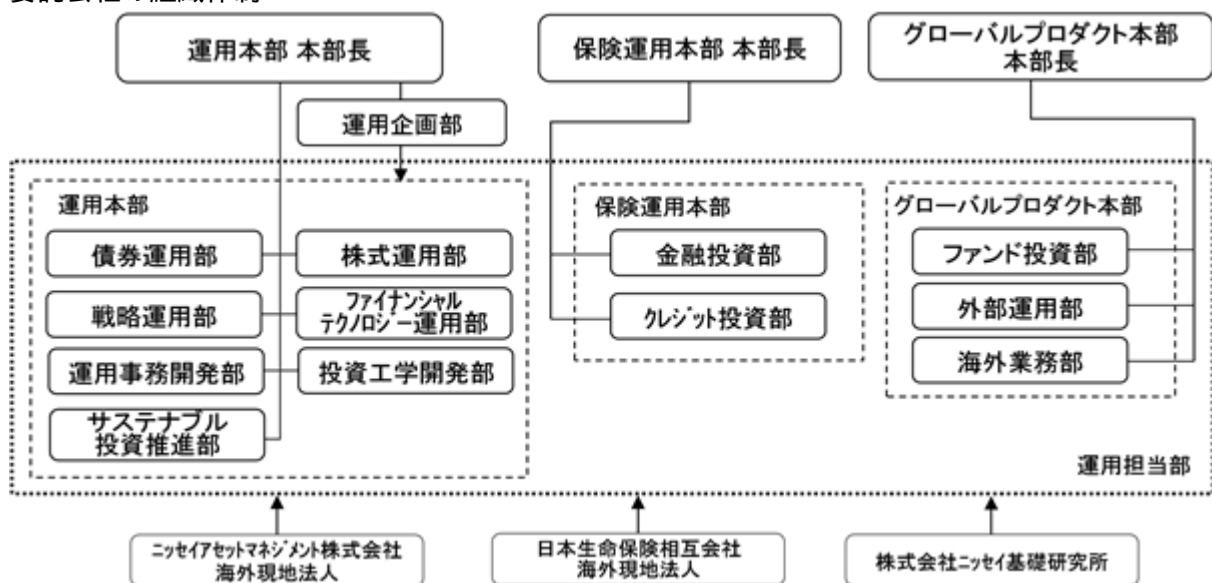 運用本部 本部長
保険運用本部 本部長
グローバルプロダクト本部
本部長
運用企画部
運用本部
債券運用部
株式運用部
戦略運用部
ファイナンシャル
テクノロジー運用部
運用事務開発部
投資工学開発部
サステナブル
投資推進部
保険運用本部
金融投資部
クレジット投資部
グローバルプロダクト本部
ファンド投資部
外部運用部
海外業務部
運用担当部
ニッセイアセットマネジメント株式会社
海外現地法人
日本生命保険相互会社
海外現地法人
株式会社ニッセイ基礎研究所